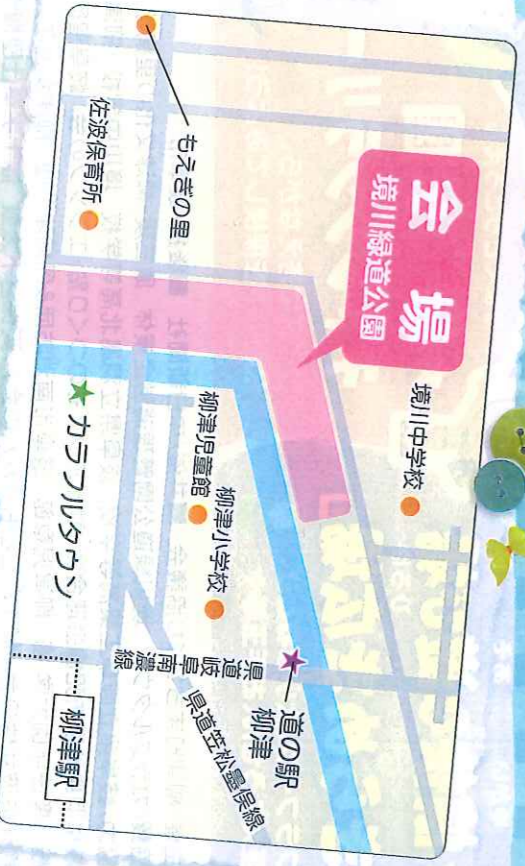 会場
境川緑道公園
境川中学校
もえぎの里
佐波保育所
柳津児童館
柳津小学校
道の駅
柳津
カラフルタウン
県道岐阜南濃線
県道笠松墨俣線
柳津駅